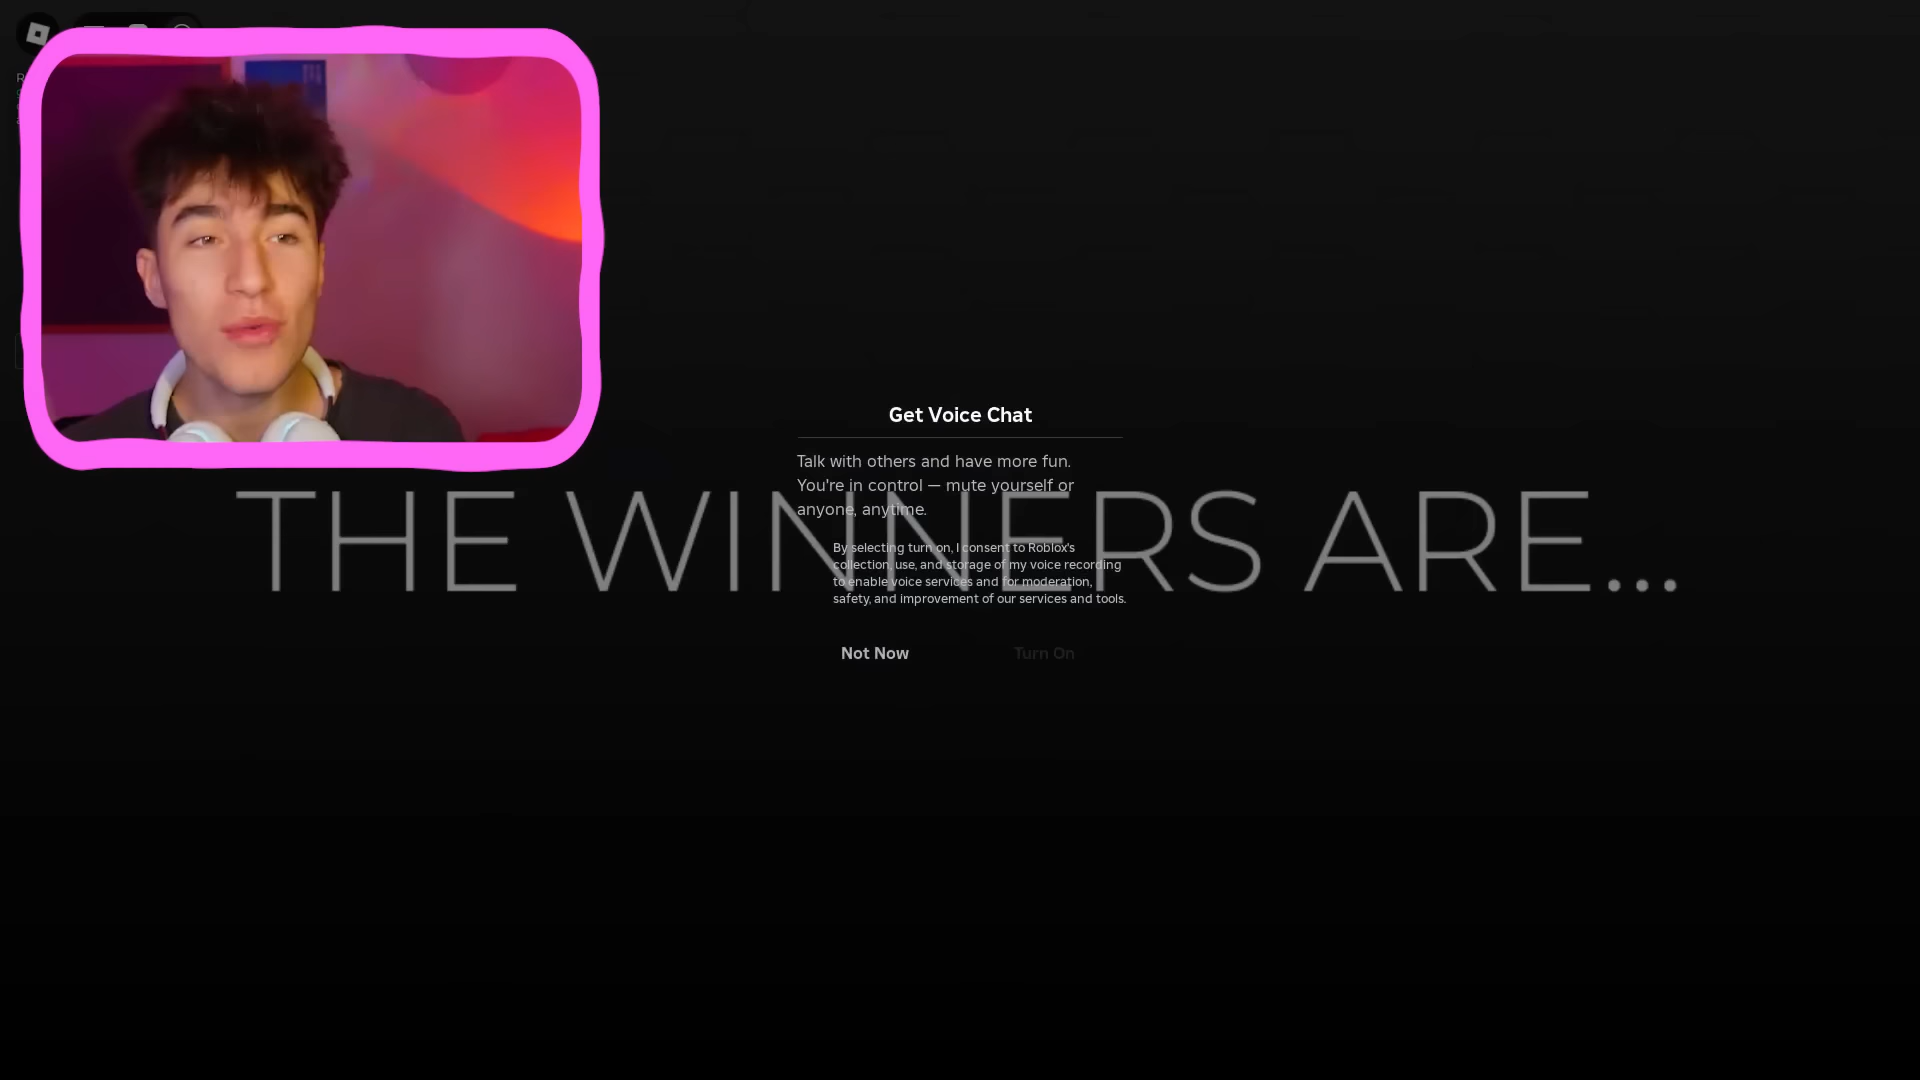 Get Voice Chat
Talk with others and have more fun.
You're in control — mute yourself or
anyone, anytime.
THE WINNERS ARE...
By selecting turn on, I consent to Roblox's
collection, use, and storage of my voice recording
to enable voice services and for moderation,
safety, and improvement of our services and tools.
Not Now
Turn On